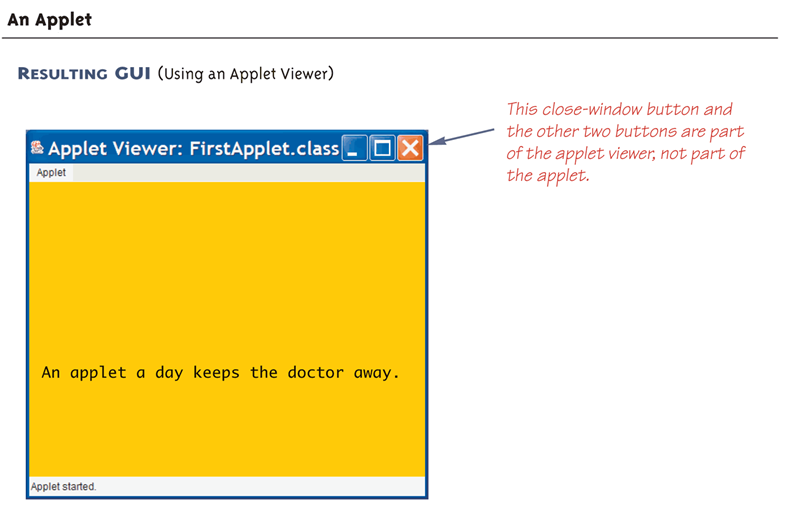 An Applet
RESULTING GUI (Using an Applet Viewer)
This close-window button and
the other two buttons are part
of the applet viewer, not part of
the applet.
Applet Viewer: FirstApplet.class
Applet
An applet a day keeps the doctor away.
Applet started.